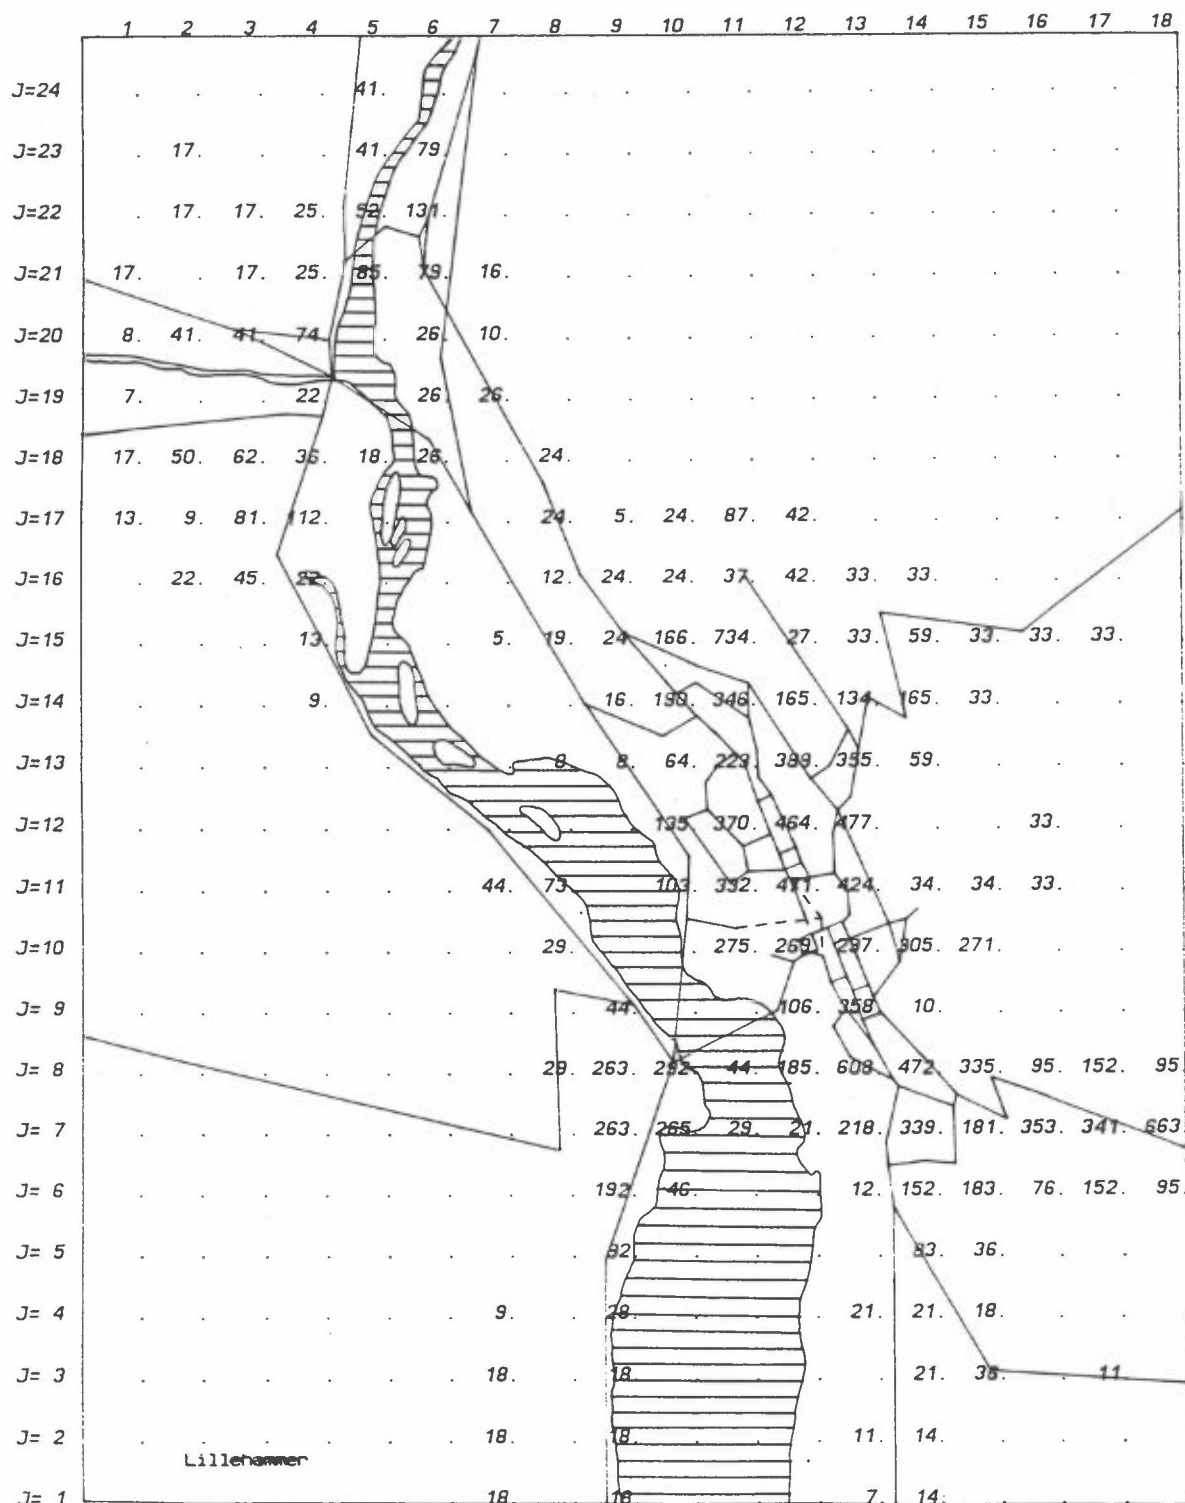 1 2 3 4 5 6 7 8 9 10 11 12 13 14 15 16 17 18
J=24 . . . . 41. . . . . . . . . . . . . .
J=23 . 17. . . 41. 79 . . . . . . . . . . . .
J=22 . 17. 17. 25. 52. 131. . . . . . . . . . . . .
J=21 17. . 17. 25. 85. 79. 16. . . . . . . . . . .
J=20 8. 41. 41. 74. 26. 10. . . . . . . . . . .
J=19 7. . . 22 26. 26. . . . . . . . . . .
J=18 17. 50. 62. 36. 18. 26. . 24. . . . . . . . . .
J=17 13. 9. 81. 112. . . . 24. 5. 24. 87. 42. . . . . .
J=16 . 22. 45. . . . 12. 24. 24. 37. 42. 33. 33. . . .
J=15 . . . 13. . . 5. 19. 24. 166. 734. 27. 33. 59. 33. 33. 33.
J=14 . . . 9. . . . . 16. 346. 165. 134. 165. 33. . .
J=13 . . . . . . . 8. 8. 64. 223. 389. 355. 59. . . .
J=12 . . . . . . . . . 135. 370. 464. 477. . . 33. .
J=11 . . . . . . 44. 73. 103. 332. 424. 34. 34. 33. .
J=10 . . . . . . . 29. . . 275. 269. 297. 305. 271. . .
J= 9 . . . . . . . . 44. . . 106. 358. 10. . . .
J= 8 . . . . . . . 29. 263. 292. 44. 185. 608. 472. 335. 95. 152. 95.
J= 7 . . . . . . . . 263. 265. 29. 21. 218. 339. 181. 353. 341. 663.
J= 6 . . . . . . . . 192. 46. . . 12. 152. 183. 76. 152. 95.
J= 5 . . . . . . . . . . . . 83. 36. . .
J= 4 . . . . . . 9. . 28. . . . 21. 21. 18. . .
J= 3 . . . . . . 18. . 18. . . . . 21. . 11.
J= 2 . . . . . . 18. . 18. . . . 11. 14. . . .
Lillehammer
J= 1 18. 7. 14.